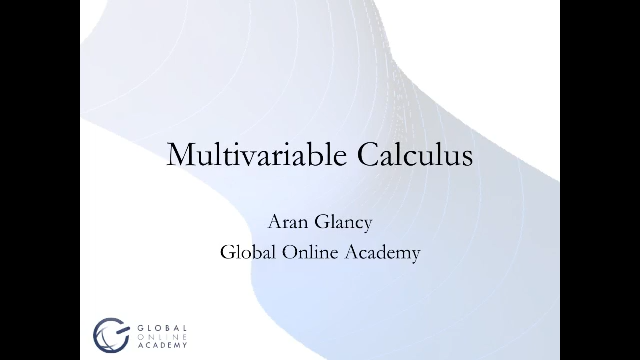 Multivariable Calculus
Aran Glancy
Global Online Academy
GLOBAL
ONLINE
ACADEMY